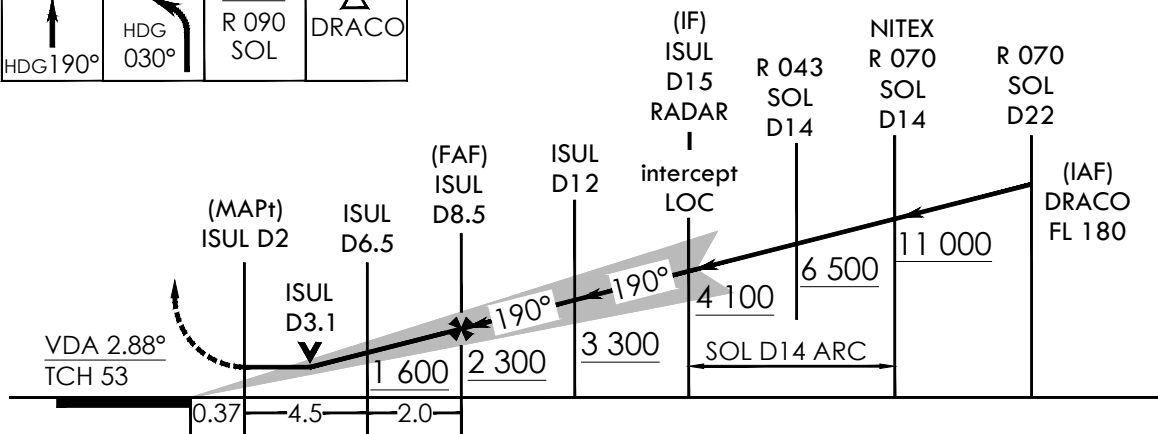 HDG190°
HDG
030°
R 090
SOL
DRACO
(IF)
ISUL
D15
RADAR
intercept
LOC
R 043
SOL
D14
NITEX
R 070
SOL
D14
R 070
SOL
D22
(IAF)
DRACO
FL 180
(FAF)
ISUL
D8.5
ISUL
D12
(MAPt)
ISUL D2
ISUL
D6.5
ISUL
D3.1
190°
190°
11 000
6 500
4 100
3 300
2 300
1 600
SOL D14 ARC
VDA 2.88°
TCH 53
0.37
4.5
2.0